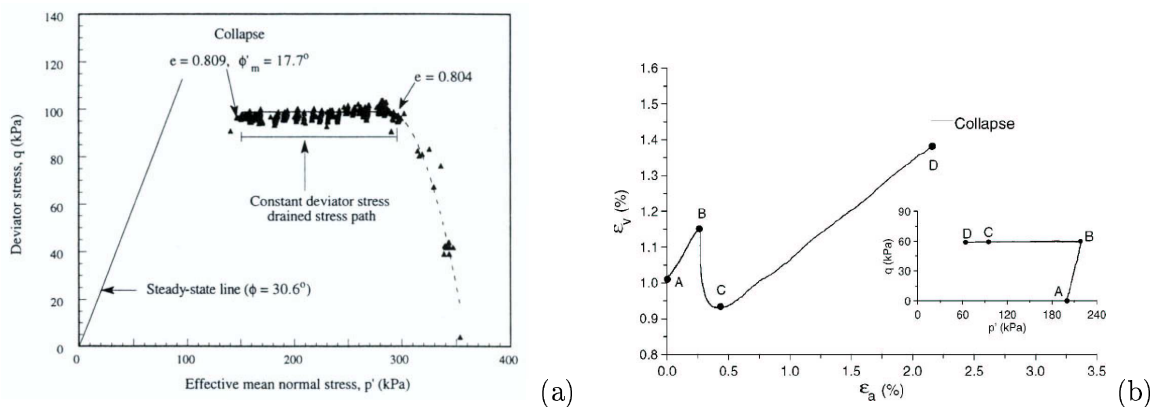 140
120
100
80
60
40
20
0
0
100
200
300
400
Deviator stress, q (kPa)
Effective mean normal stress, p' (kPa)
Collapse
e = 0.809, ϕ'm = 17.7°
e = 0.804
Constant deviator stress
drained stress path
Steady-state line (ϕ = 30.6°)
(a)
1.6
1.5
1.4
1.3
1.2
1.1
1.0
0.9
0.8
0.0
0.5
1.0
1.5
2.0
2.5
3.0
3.5
εv (%)
εa (%)
Collapse
A
B
C
D
90
60
30
0
0
60
120
180
240
q (kPa)
p' (kPa)
D
C
B
A
(b)